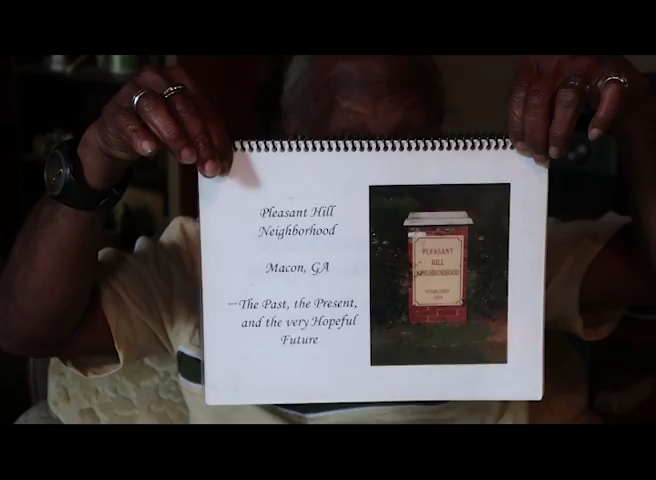 Pleasant Hill
Neighborhood
Macon, GA
—The Past, the Present,
and the very Hopeful
Future
PLEASANT
HILL
NEIGHBORHOOD